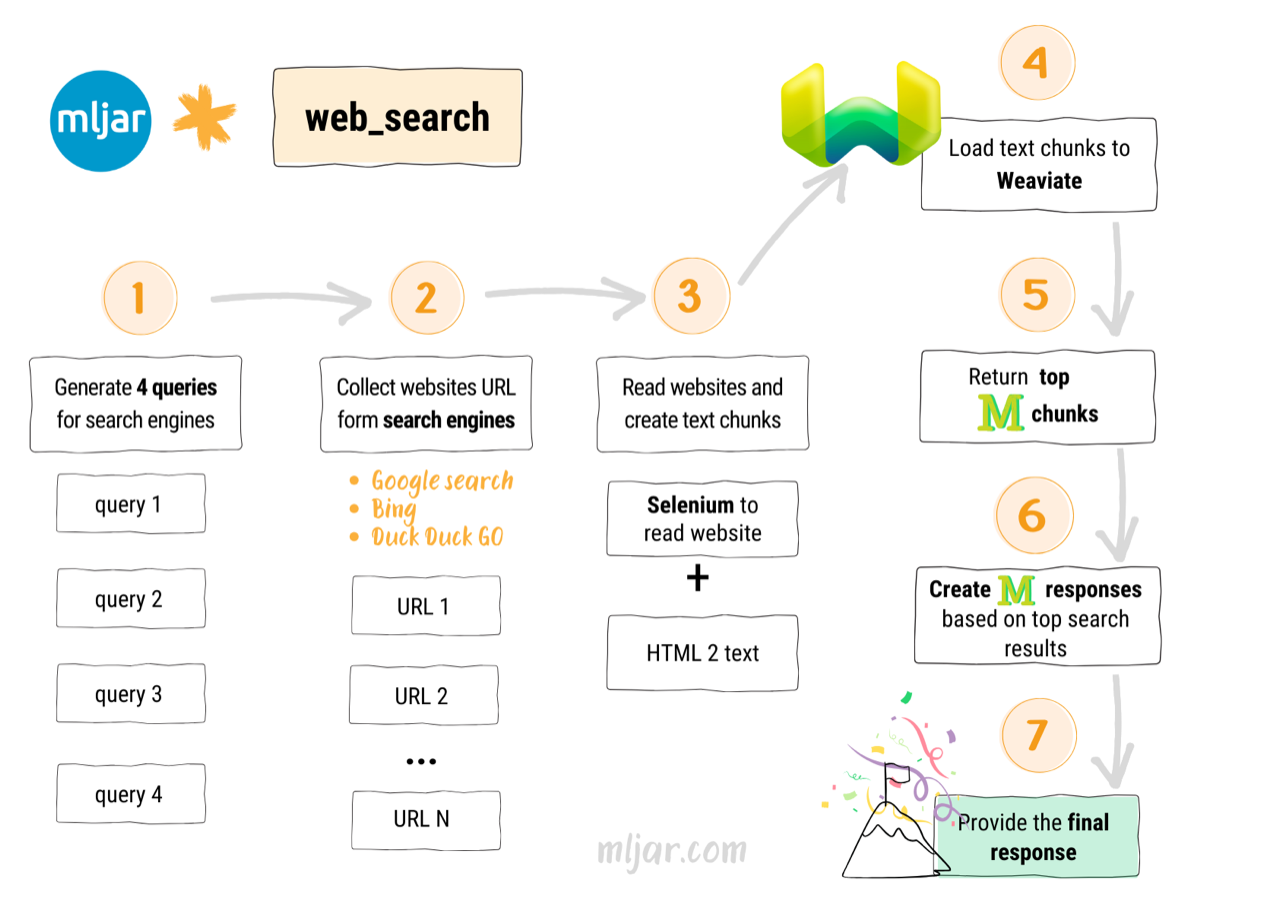 mljar
web_search
1
Generate 4 queries
for search engines
query 1
query 2
query 3
query 4
2
Collect websites URL
form search engines
• Google search
• Bing
• Duck Duck GO
URL 1
URL 2
...
URL N
3
Read websites and
create text chunks
Selenium to
read website
+
HTML 2 text
4
Load text chunks to
Weaviate
5
Return top
M chunks
6
Create M responses
based on top search
results
7
Provide the final
response
mljar.com